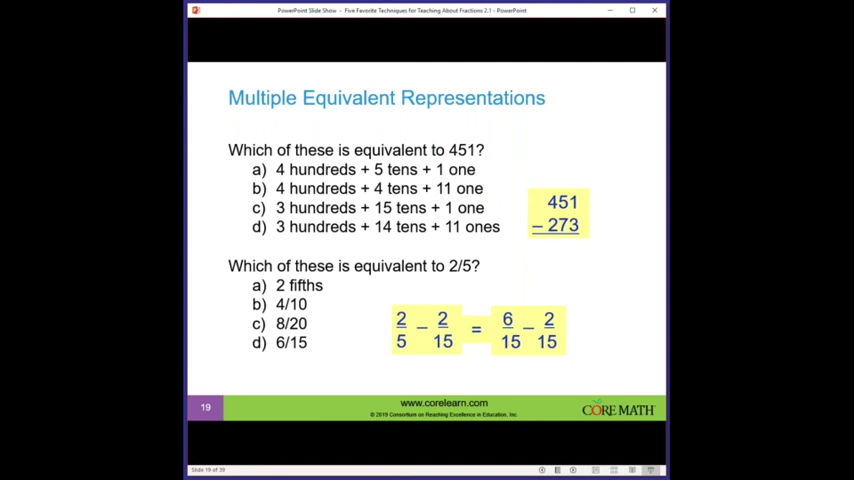 PowerPoint Slide Show - Five Favorite Techniques for Teaching About Fractions 2.1 - PowerPoint
Multiple Equivalent Representations
Which of these is equivalent to 451?
a) 4 hundreds + 5 tens + 1 one
b) 4 hundreds + 4 tens + 11 one
c) 3 hundreds + 15 tens + 1 one
d) 3 hundreds + 14 tens + 11 ones
451
– 273
Which of these is equivalent to 2/5?
a) 2 fifths
b) 4/10
c) 8/20
d) 6/15
2/5 – 2/15 = 6/15 – 2/15
19
www.corelearn.com
© 2019 Consortium on Reaching Excellence in Education, Inc.
CORE MATH
Slide 19 of 39